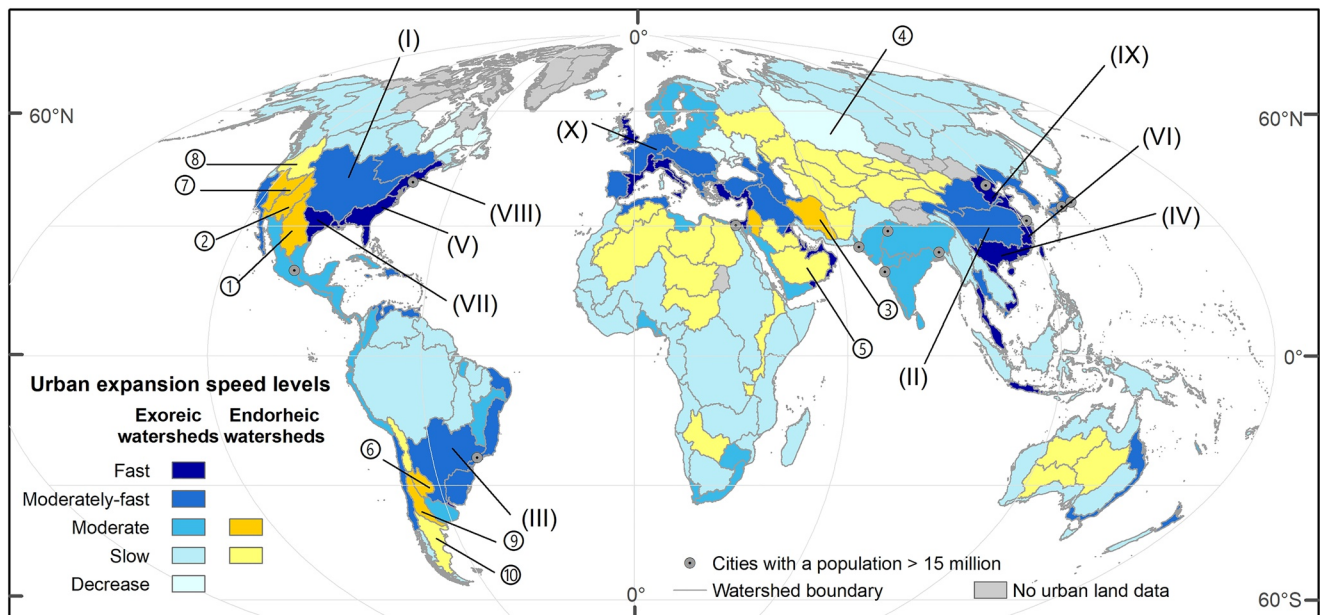 0°
(I)
④
(IX)
60°N
60°N
(X)
(VI)
⑧
⑦
(VIII)
(IV)
②
(V)
①
(VII)
③
⑤
0°
(II)
Urban expansion speed levels
Exoreic Endorheic
watersheds watersheds
⑥
Fast
Moderately-fast
(III)
Moderate
⑨
Slow
Cities with a population > 15 million
⑩
Decrease
Watershed boundary
No urban land data
0°
60°S